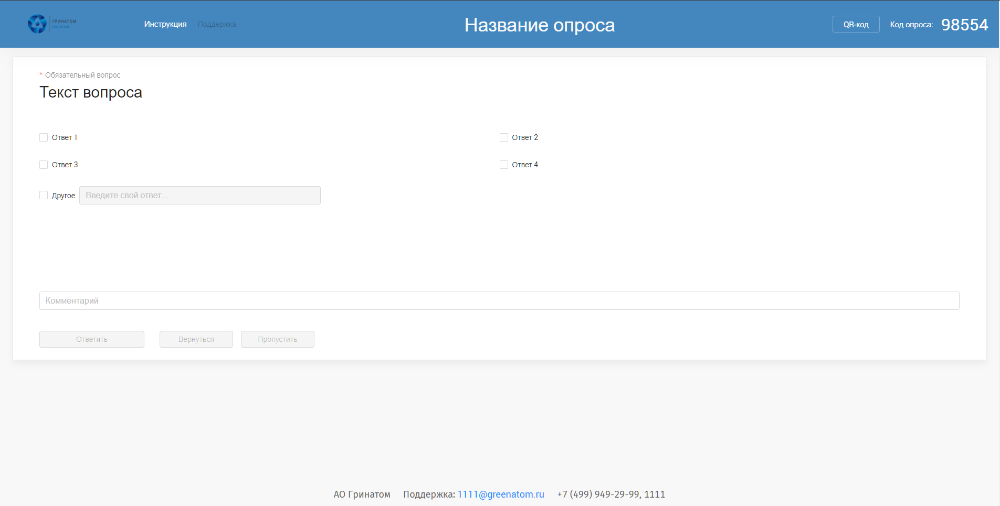 ГРИНАТОМ
РОСАТОМ
Инструкция
Поддержка
Название опроса
QR-код
Код опроса: 98554
* Обязательный вопрос
Текст вопроса
Ответ 1
Ответ 2
Ответ 3
Ответ 4
Другое
Введите свой ответ...
Комментарий
Ответить
Вернуться
Пропустить
АО Гринатом Поддержка: 1111@greenatom.ru +7 (499) 949-29-99, 1111